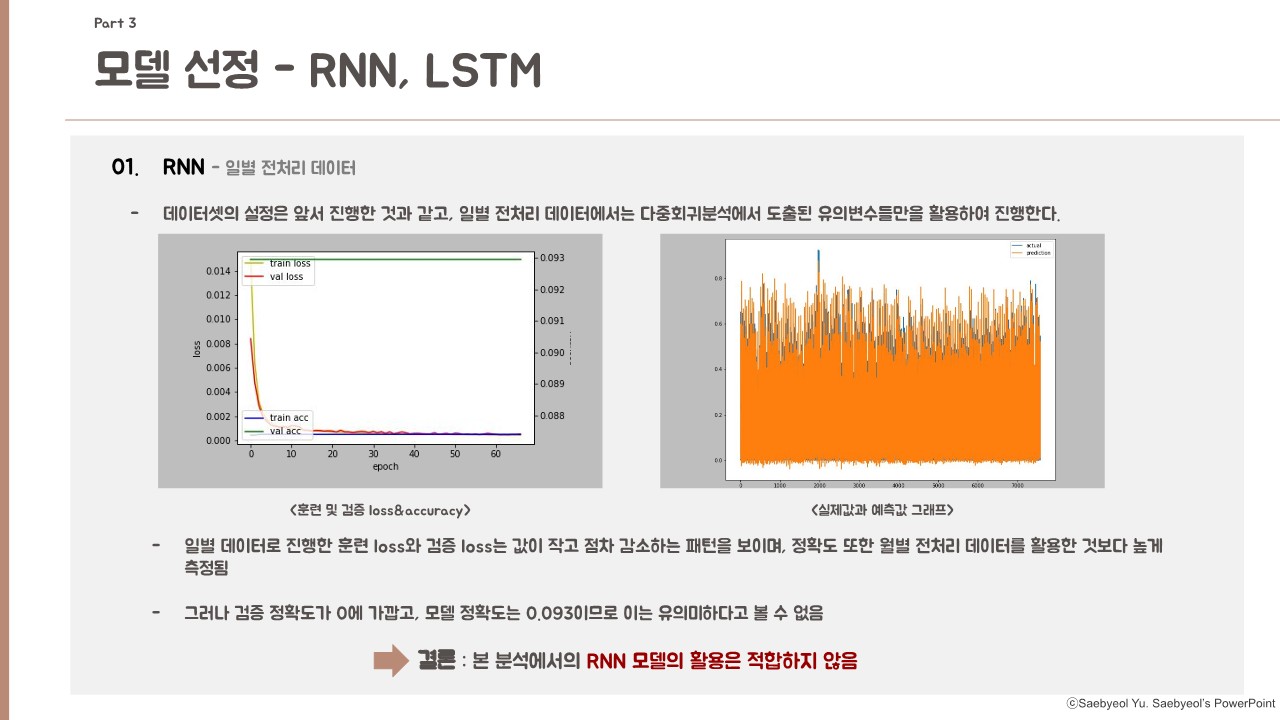 Part 3
모델 선정 - RNN, LSTM
01. RNN - 일별 전처리 데이터
- 데이터셋의 설정은 앞서 진행한 것과 같고, 일별 전처리 데이터에서는 다중회귀분석에서 도출된 유의변수들만을 활용하여 진행한다.
train loss
val loss
train acc
val acc
0.014
0.012
0.010
0.008
0.006
0.004
0.002
0.000
loss
0.093
0.092
0.091
0.090
0.089
0.088
0 10 20 30 40 50 60
epoch
actual
prediction
0.8
0.6
0.4
0.2
0.0
0 1000 2000 3000 4000 5000 6000 7000
<훈련 및 검증 loss&accuracy>
<실제값과 예측값 그래프>
- 일별 데이터로 진행한 훈련 loss와 검증 loss는 값이 작고 점차 감소하는 패턴을 보이며, 정확도 또한 월별 전처리 데이터를 활용한 것보다 높게
측정됨
- 그러나 검증 정확도가 0에 가깝고, 모델 정확도는 0.093이므로 이는 유의미하다고 볼 수 없음
결론 : 본 분석에서의 RNN 모델의 활용은 적합하지 않음
ⓒSaebyeol Yu. Saebyeol's PowerPoint